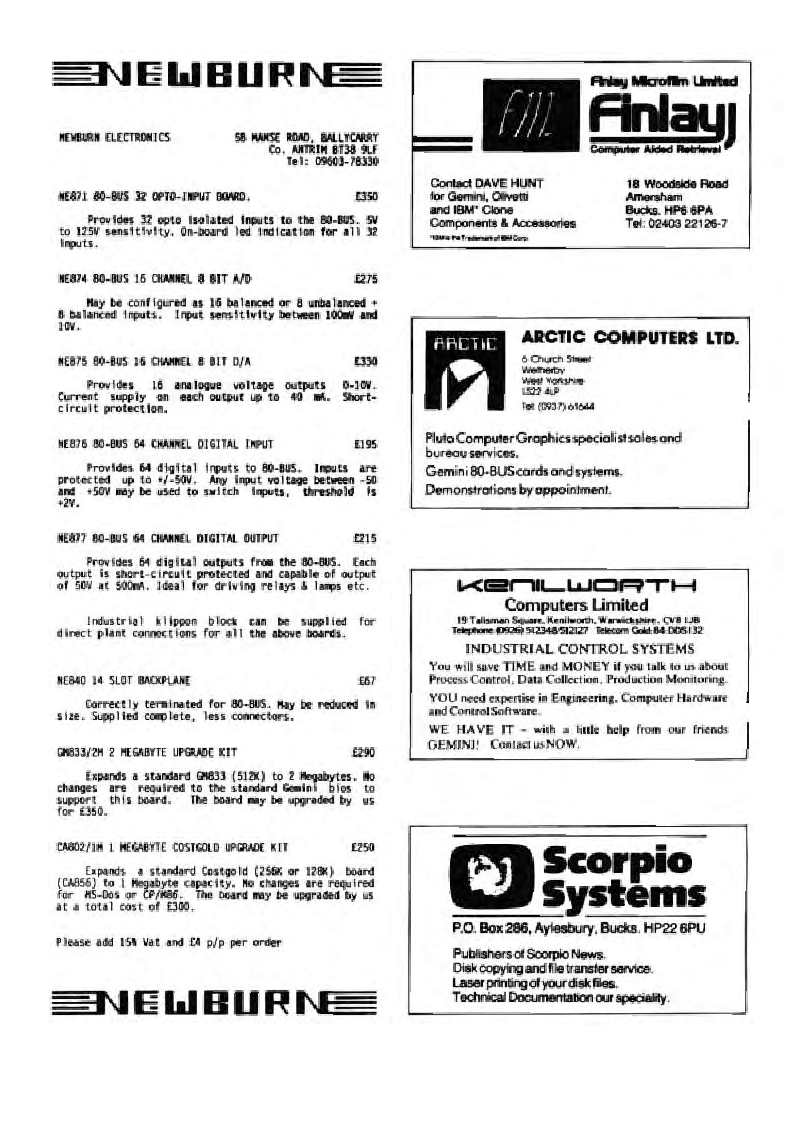 NEWBURN
NEWBURN ELECTRONICS 58 MANSE ROAD, BALLYCARRY
Co. ANTRIM BT38 9LF
Tel: 09603-78330
NE871 80-BUS 32 OPTO-INPUT BOARD. £350
Provides 32 opto isolated inputs to the 80-BUS. 5V
to 125V sensitivity. On-board led indication for all 32
inputs.
NE874 80-BUS 16 CHANNEL 8 BIT A/D £275
May be configured as 16 balanced or 8 unbalanced +
8 balanced inputs. Input sensitivity between 100mV and
10V.
NE875 80-BUS 16 CHANNEL 8 BIT D/A £330
Provides 16 analogue voltage outputs 0-10V.
Current supply on each output up to 40 mA. Short-
circuit protection.
NE876 80-BUS 64 CHANNEL DIGITAL INPUT £195
Provides 64 digital inputs to 80-BUS. Inputs are
protected up to +/-50V. Any input voltage between -50
and +50V may be used to switch inputs, threshold is
+2V.
NE877 80-BUS 64 CHANNEL DIGITAL OUTPUT £215
Provides 64 digital outputs from the 80-BUS. Each
output is short-circuit protected and capable of output
of 50V at 500mA. Ideal for driving relays & lamps etc.
Industrial klippon block can be supplied for
direct plant connections for all the above boards.
NE840 14 SLOT BACKPLANE £67
Correctly terminated for 80-BUS. May be reduced in
size. Supplied complete, less connectors.
GM833/2M 2 MEGABYTE UPGRADE KIT £290
Expands a standard GM833 (512K) to 2 Megabytes. No
changes are required to the standard Gemini bios to
support this board. The board may be upgraded by us
for £350.
CA802/1M 1 MEGABYTE COSTGOLD UPGRADE KIT £250
Expands a standard Costgold (256K or 128K) board
(CA856) to 1 Megabyte capacity. No changes are required
for MS-Dos or CP/M86. The board may be upgraded by us
at a total cost of £300.
Please add 15% Vat and £4 p/p per order
NEWBURN
Finlay Microfilm Limited
FML
Finlay
Computer Aided Retrieval
Contact DAVE HUNT
for Gemini, Olivetti
and IBM* Clone
Components & Accessories
*IBM is the Trademark of IBM Corp.
18 Woodside Road
Amersham
Bucks. HP6 6PA
Tel: 02403 22126-7
ARCTIC
ARCTIC COMPUTERS LTD.
6 Church Street
Wetherby
West Yorkshire
LS22 4LP
Tel: (0937) 61644
Pluto Computer Graphics specialist sales and
bureau services.
Gemini 80-BUS cards and systems.
Demonstrations by appointment.
KENILWORTH
Computers Limited
19 Talisman Square, Kenilworth, Warwickshire, CV8 1JB
Telephone (0926) 512348/512127 Telecom Gold: 84:DDS132
INDUSTRIAL CONTROL SYSTEMS
You will save TIME and MONEY if you talk to us about
Process Control, Data Collection, Production Monitoring.
YOU need expertise in Engineering, Computer Hardware
and Control Software.
WE HAVE IT – with a little help from our friends
GEMINI! Contact us NOW.
Scorpio
Systems
P.O. Box 286, Aylesbury, Bucks. HP22 6PU
Publishers of Scorpio News.
Disk copying and file transfer service.
Laser printing of your disk files.
Technical Documentation our speciality.